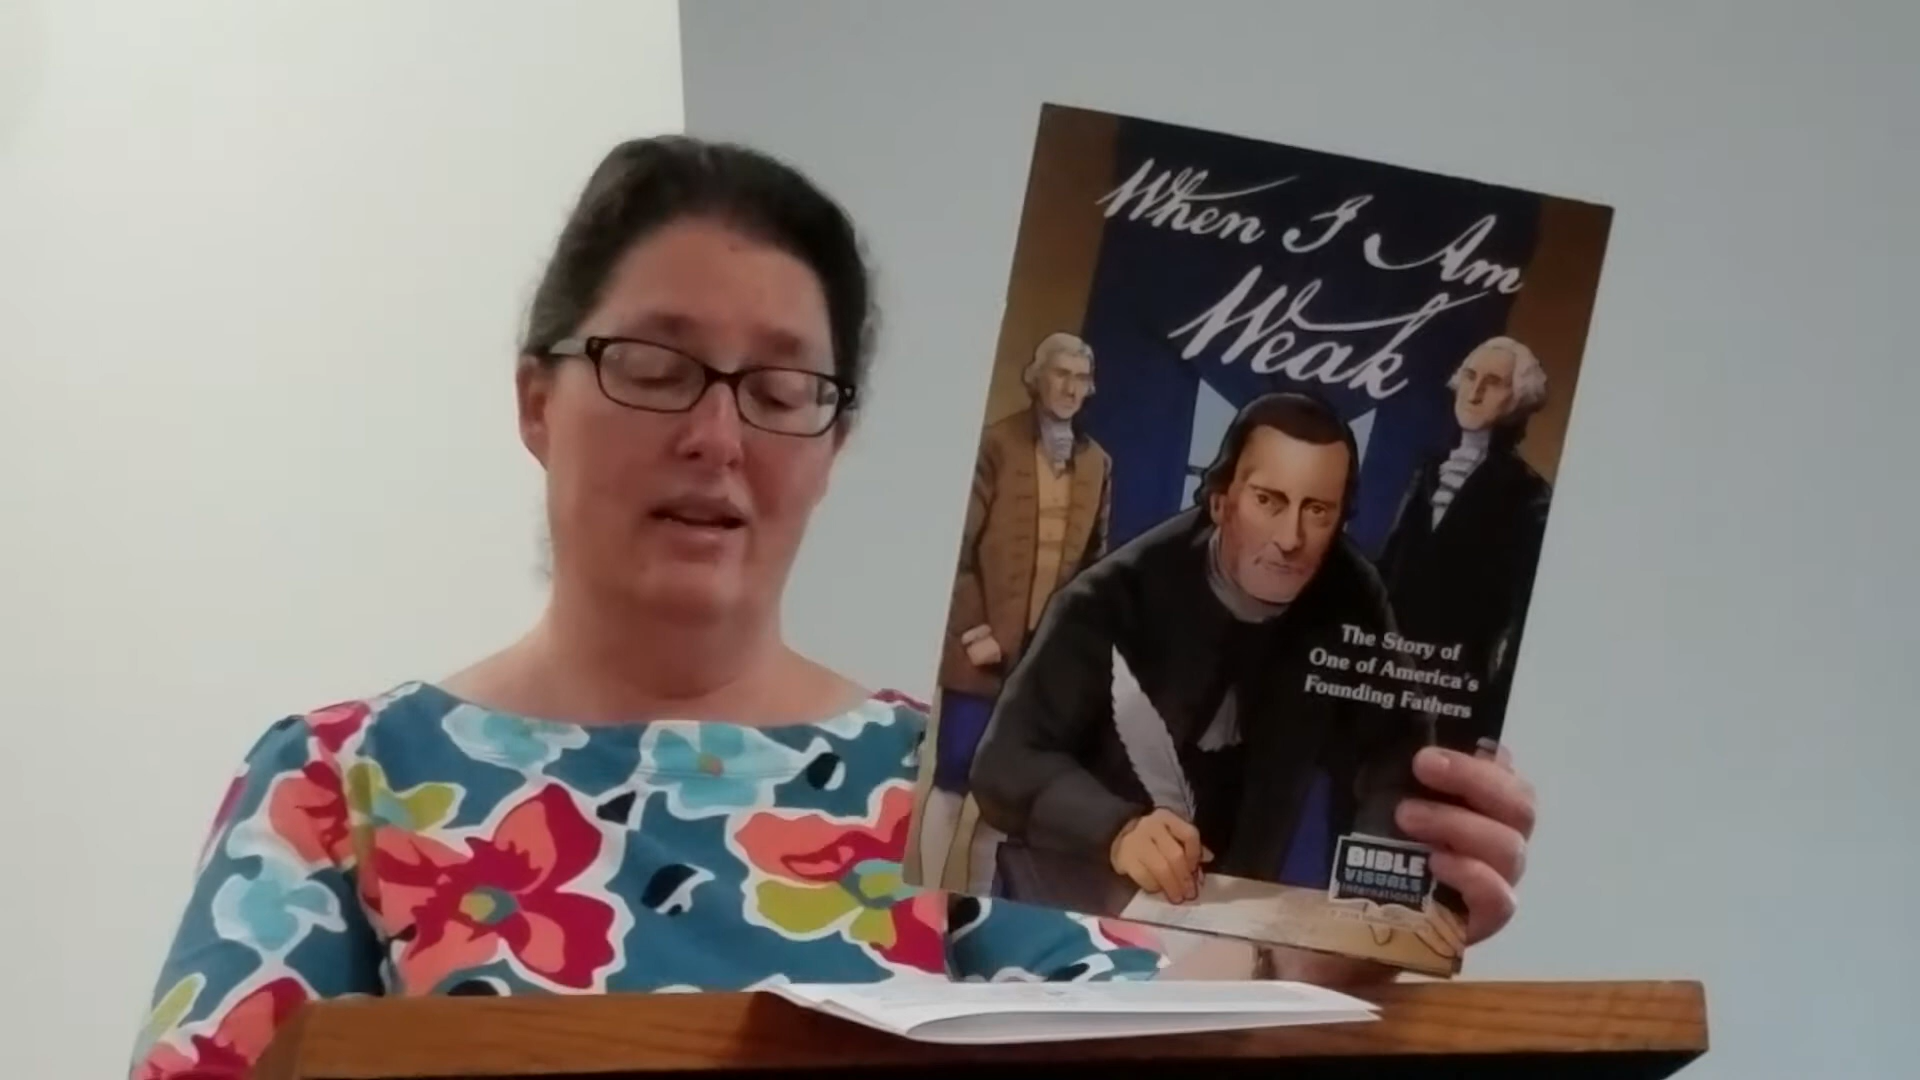 When I Am
Weak
The Story of
One of America's
Founding Fathers
BIBLE
VISUALS
international